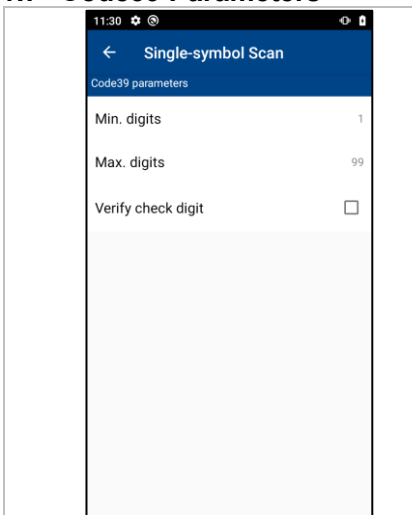 11:30
Single-symbol Scan
Code39 parameters
Min. digits 1
Max. digits 99
Verify check digit